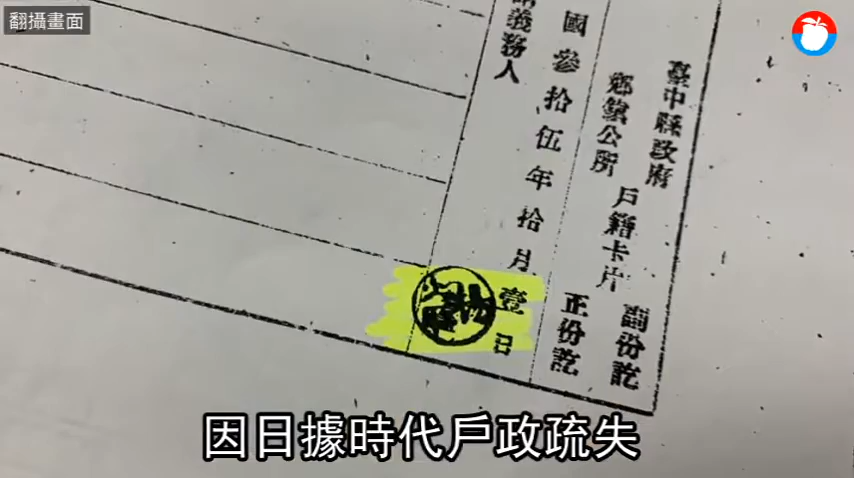 翻攝畫面
臺中縣政府
鄉鎮公所
戶籍卡片
副份訖
正份訖
國參拾伍年拾月壹日
義務人
因日據時代戶政疏失